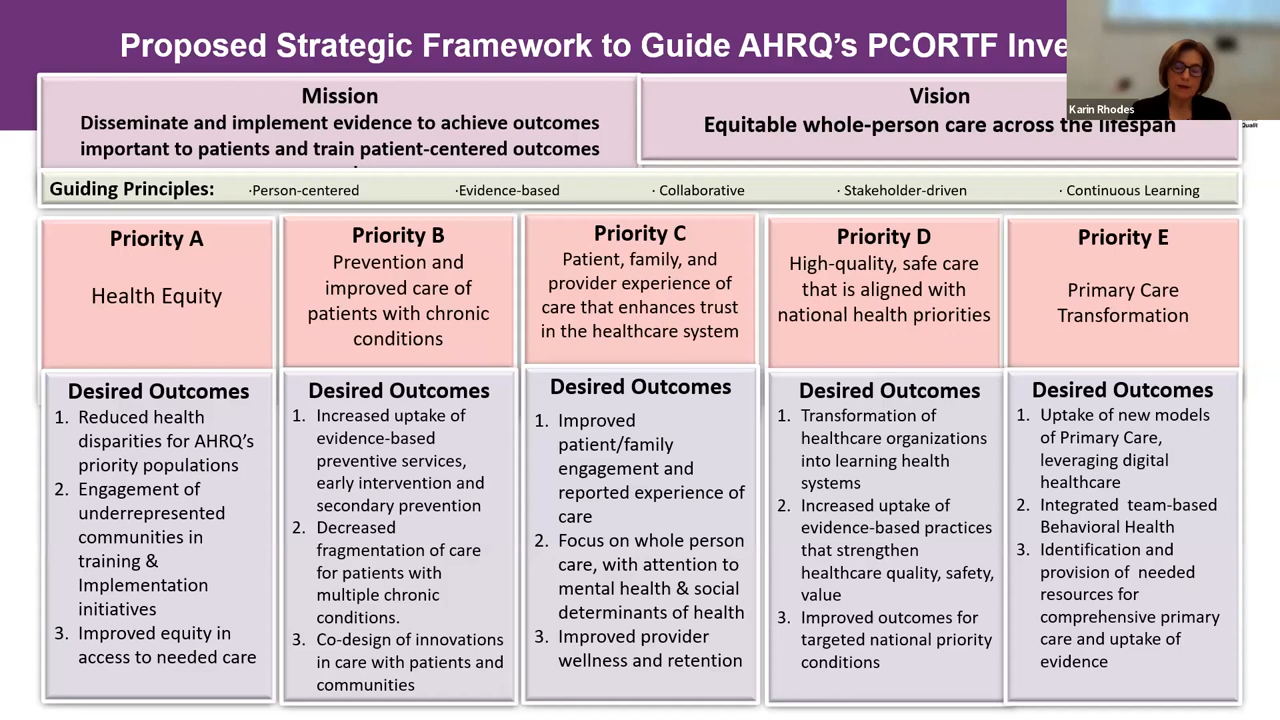 Proposed Strategic Framework to Guide AHRQ's PCORTF Inve
Karin Rhodes
Mission
Disseminate and implement evidence to achieve outcomes
important to patients and train patient-centered outcomes
Vision
Equitable whole-person care across the lifespan
Guiding Principles: ·Person-centered ·Evidence-based · Collaborative · Stakeholder-driven · Continuous Learning
Priority A
Health Equity
Priority B
Prevention and
improved care of
patients with chronic
conditions
Priority C
Patient, family, and
provider experience of
care that enhances trust
in the healthcare system
Priority D
High-quality, safe care
that is aligned with
national health priorities
Priority E
Primary Care
Transformation
Desired Outcomes
1. Reduced health
disparities for AHRQ's
priority populations
2. Engagement of
underrepresented
communities in
training &
Implementation
initiatives
3. Improved equity in
access to needed care
Desired Outcomes
1. Increased uptake of
evidence-based
preventive services,
early intervention and
secondary prevention
2. Decreased
fragmentation of care
for patients with
multiple chronic
conditions.
3. Co-design of innovations
in care with patients and
communities
Desired Outcomes
1. Improved
patient/family
engagement and
reported experience of
care
2. Focus on whole person
care, with attention to
mental health & social
determinants of health
3. Improved provider
wellness and retention
Desired Outcomes
1. Transformation of
healthcare organizations
into learning health
systems
2. Increased uptake of
evidence-based practices
that strengthen
healthcare quality, safety,
value
3. Improved outcomes for
targeted national priority
conditions
Desired Outcomes
1. Uptake of new models
of Primary Care,
leveraging digital
healthcare
2. Integrated team-based
Behavioral Health
3. Identification and
provision of needed
resources for
comprehensive primary
care and uptake of
evidence